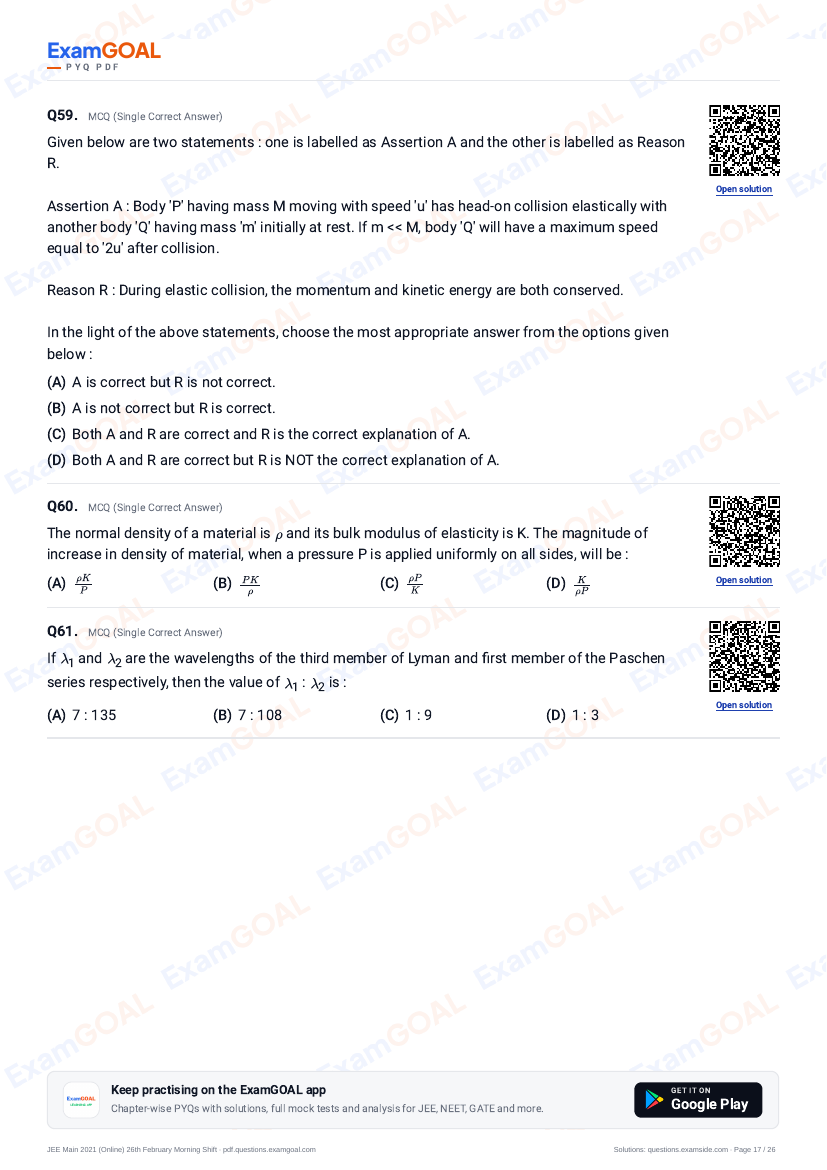 ExamGOAL
PYQ PDF
Q59. MCQ (Single Correct Answer)
Given below are two statements : one is labelled as Assertion A and the other is labelled as Reason
R.
Open solution
Assertion A : Body 'P' having mass M moving with speed 'u' has head-on collision elastically with
another body 'Q' having mass 'm' initially at rest. If m << M, body 'Q' will have a maximum speed
equal to '2u' after collision.
Reason R : During elastic collision, the momentum and kinetic energy are both conserved.
In the light of the above statements, choose the most appropriate answer from the options given
below :
(A) A is correct but R is not correct.
(B) A is not correct but R is correct.
(C) Both A and R are correct and R is the correct explanation of A.
(D) Both A and R are correct but R is NOT the correct explanation of A.
Q60. MCQ (Single Correct Answer)
The normal density of a material is ρ and its bulk modulus of elasticity is K. The magnitude of
increase in density of material, when a pressure P is applied uniformly on all sides, will be :
(A) ρK/P (B) PK/ρ (C) ρP/K (D) K/ρP
Open solution
Q61. MCQ (Single Correct Answer)
If λ₁ and λ₂ are the wavelengths of the third member of Lyman and first member of the Paschen
series respectively, then the value of λ₁ : λ₂ is :
Open solution
(A) 7 : 135 (B) 7 : 108 (C) 1 : 9 (D) 1 : 3
Keep practising on the ExamGOAL app
Chapter-wise PYQs with solutions, full mock tests and analysis for JEE, NEET, GATE and more.
GET IT ON
Google Play
JEE Main 2021 (Online) 26th February Morning Shift · pdf.questions.examgoal.com
Solutions: questions.examside.com · Page 17 / 26